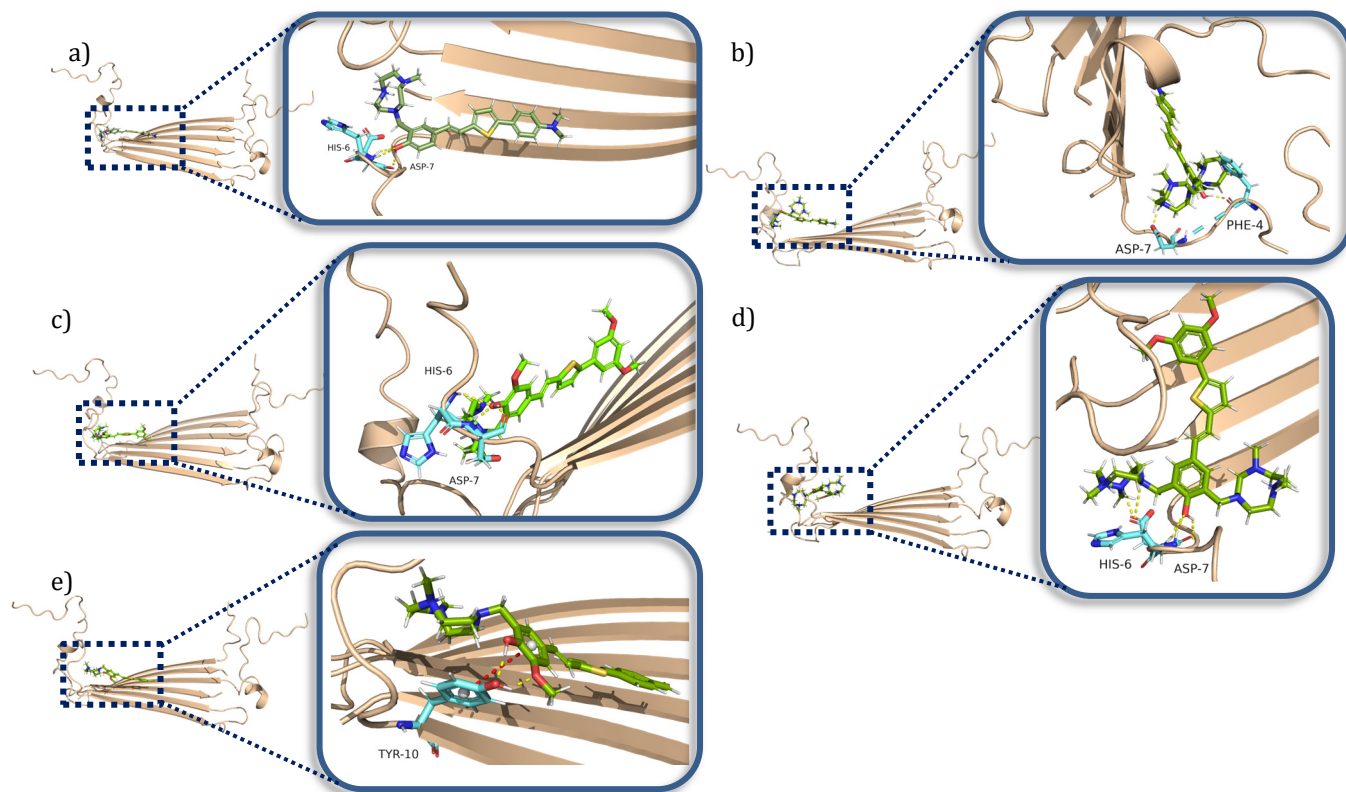 a)
HIS-6
ASP-7
b)
PHE-4
ASP-7
c)
HIS-6
ASP-7
d)
HIS-6
ASP-7
e)
TYR-10